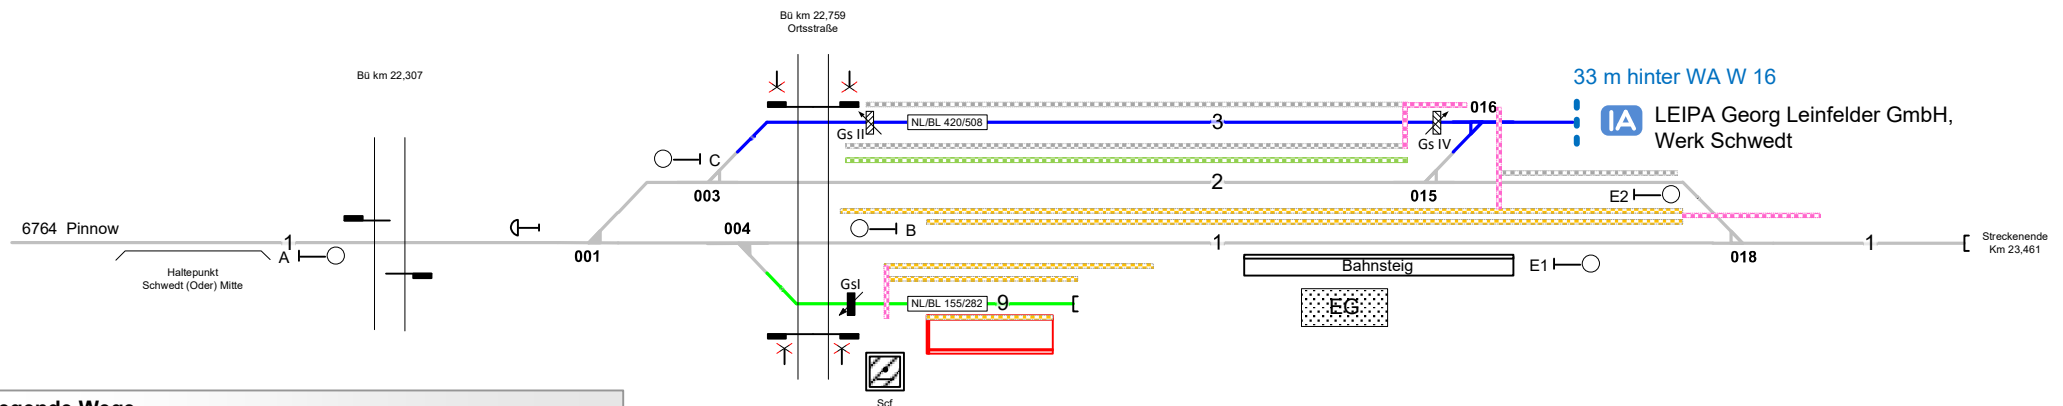 Bü km 22,759
Ortsstraße
Bü km 22,307
33 m hinter WA W 16
016
NL/BL 420/508
3
IA
LEIPA Georg Leinfelder GmbH,
Werk Schwedt
Gs II
Gs IV
C
2
003
015
E2
6764 Pinnow
004
B
1
A
001
1
1
018
Streckenende
Km 23,461
Haltepunkt
Schwedt (Oder) Mitte
Bahnsteig
E1
GsI
NL/BL 155/282
9
EG
Scf